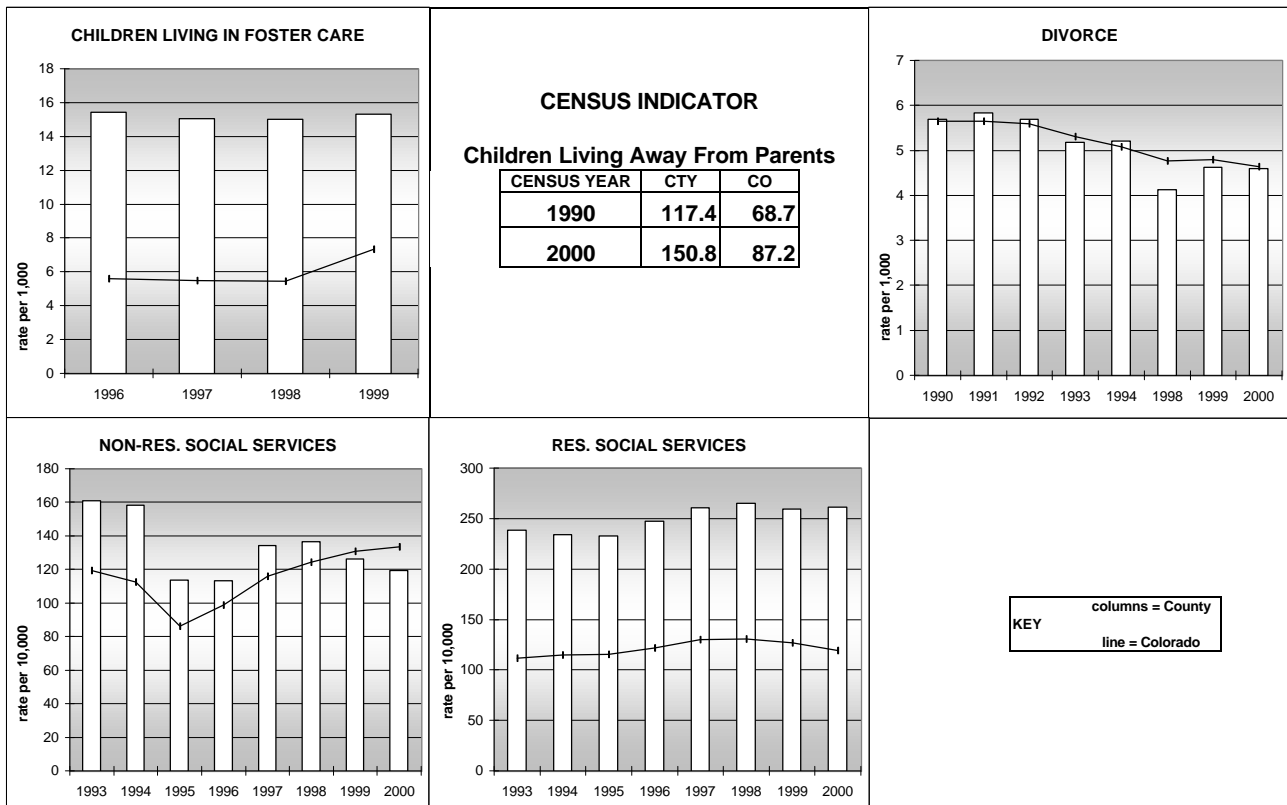 CHILDREN LIVING IN FOSTER CARE
18
16
14
12
10
8
6
4
2
0
rate per 1,000
1996 1997 1998 1999
CENSUS INDICATOR
Children Living Away From Parents
CENSUS YEAR CTY CO
1990 117.4 68.7
2000 150.8 87.2
DIVORCE
7
6
5
4
3
2
1
0
rate per 1,000
1990 1991 1992 1993 1994 1998 1999 2000
NON-RES. SOCIAL SERVICES
180
160
140
120
100
80
60
40
20
0
rate per 10,000
1993 1994 1995 1996 1997 1998 1999 2000
RES. SOCIAL SERVICES
300
250
200
150
100
50
0
rate per 10,000
1993 1994 1995 1996 1997 1998 1999 2000
columns = County
KEY
line = Colorado